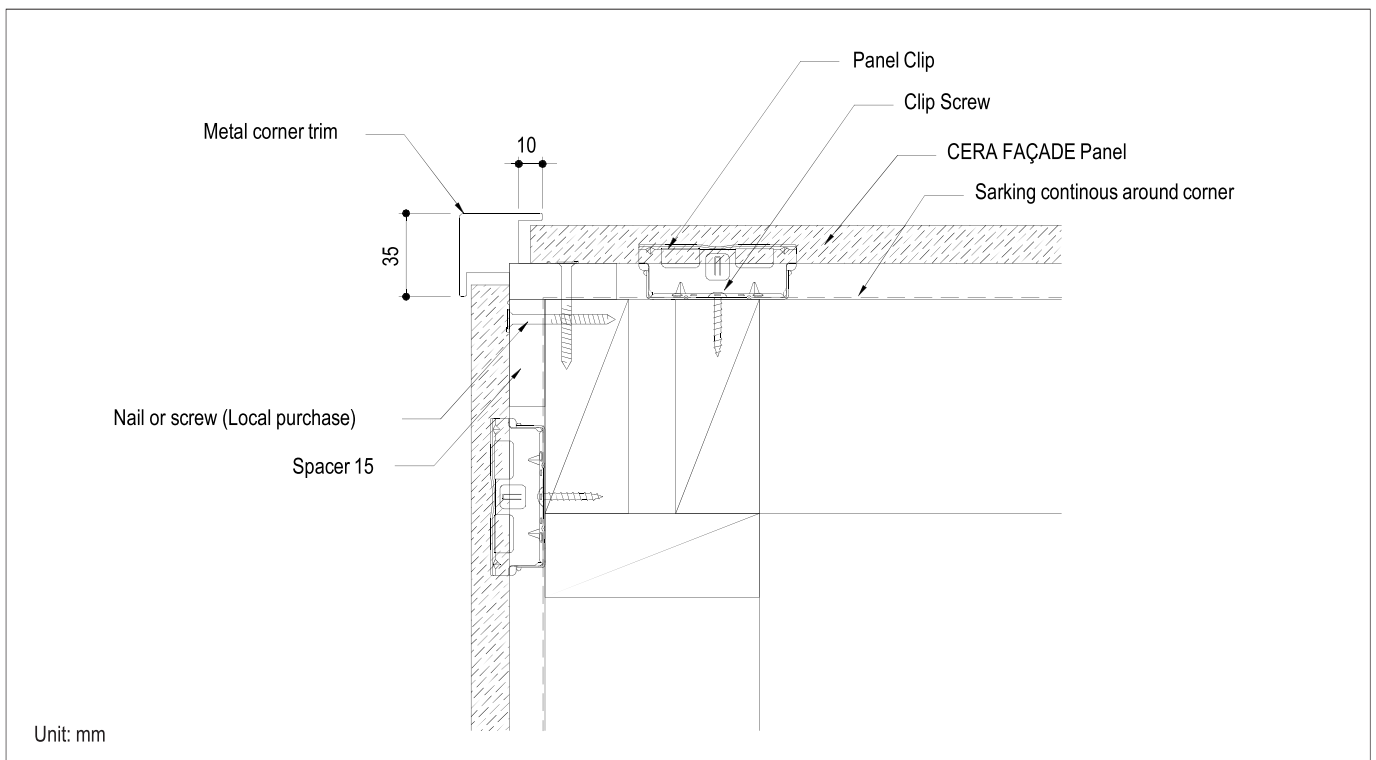 Panel Clip
Clip Screw
Metal corner trim
10
CERA FAÇADE Panel
Sarking continous around corner
35
Nail or screw (Local purchase)
Spacer 15
Unit: mm